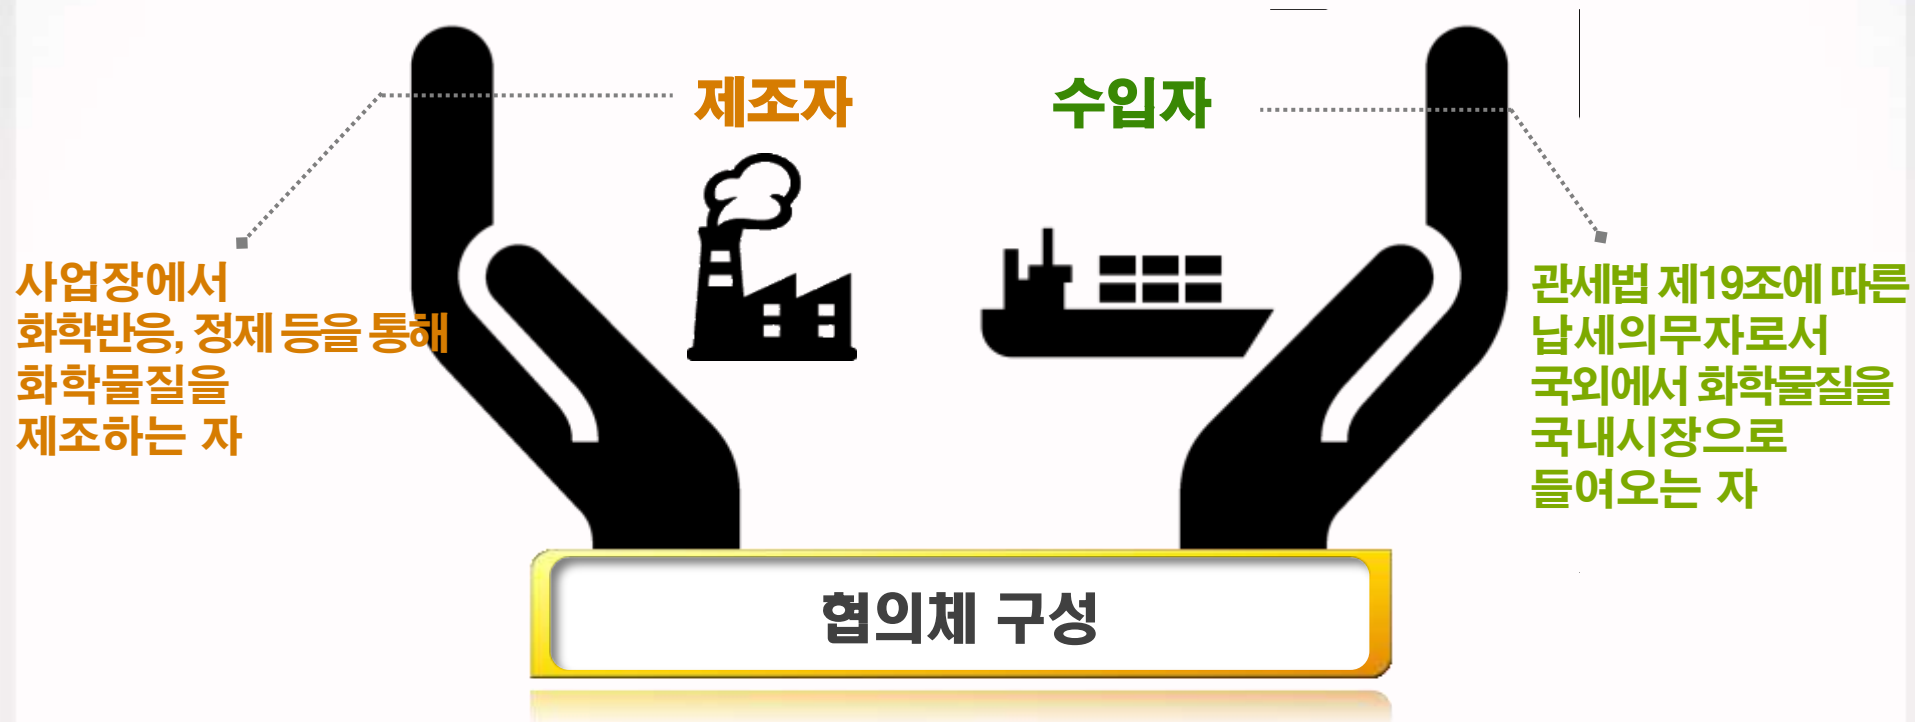 제조자
수입자
사업장에서
화학반응, 정제 등을 통해
화학물질을
제조하는 자
관세법 제19조에 따른
납세의무자로서
국외에서 화학물질을
국내시장으로
들여오는 자
협의체 구성